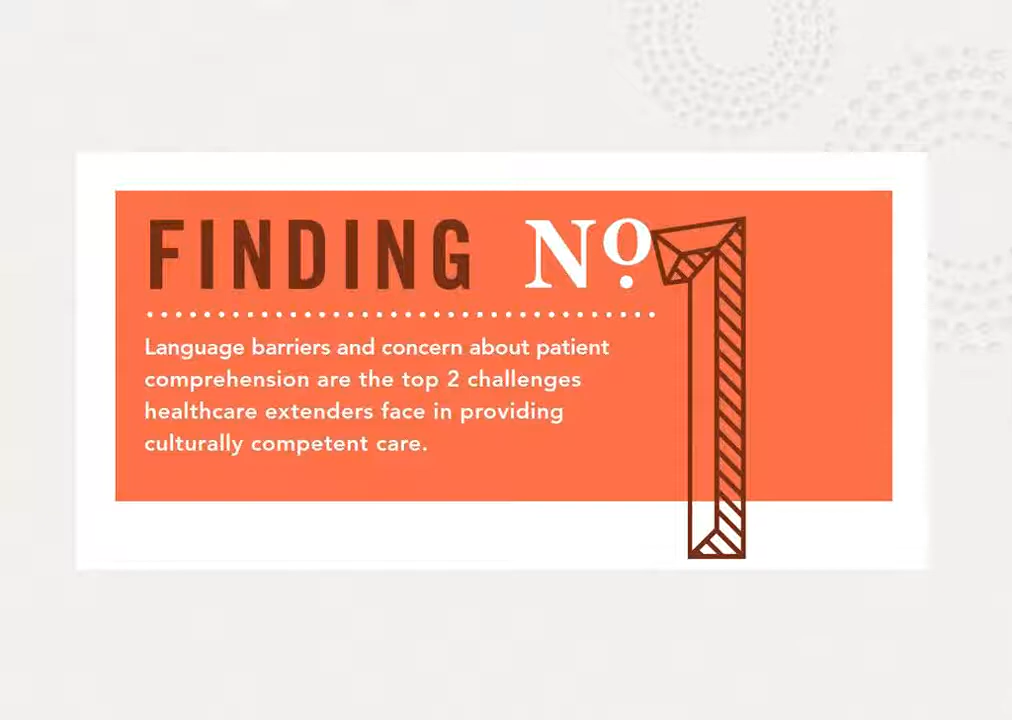 FINDING Nº 1
Language barriers and concern about patient
comprehension are the top 2 challenges
healthcare extenders face in providing
culturally competent care.